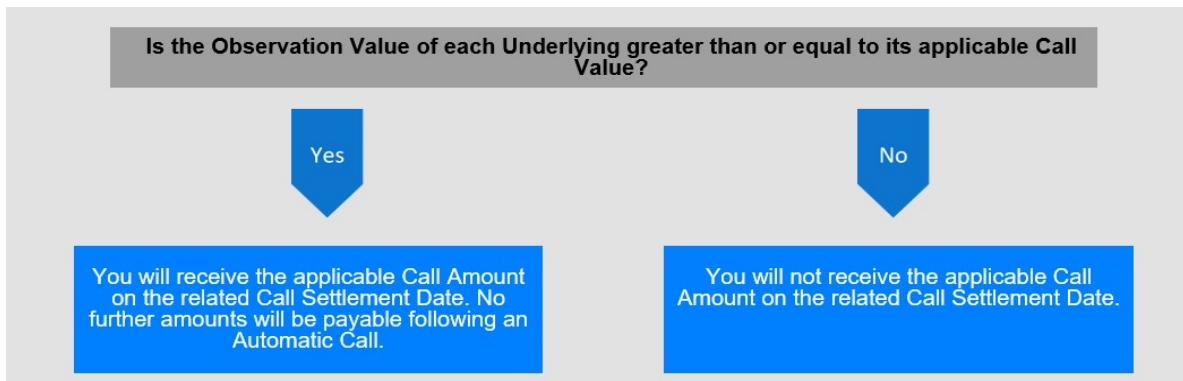 Is the Observation Value of each Underlying greater than or equal to its applicable Call
Value?
Yes
No
You will receive the applicable Call Amount
on the related Call Settlement Date. No
further amounts will be payable following an
Automatic Call.
You will not receive the applicable Call
Amount on the related Call Settlement Date.